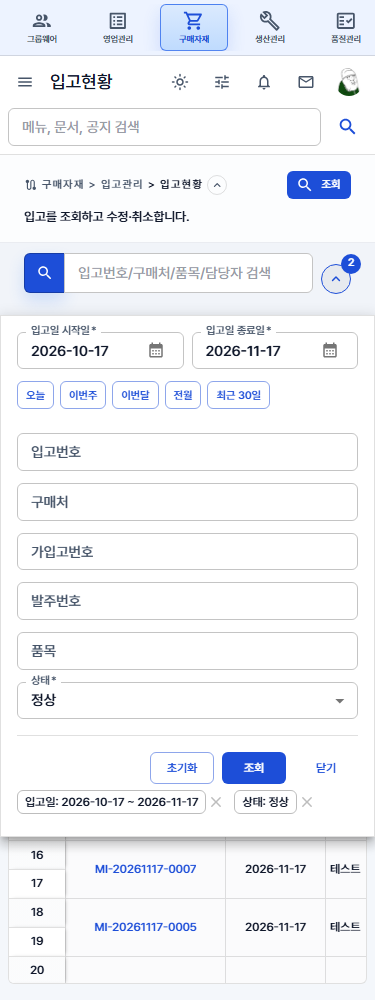 그룹웨어 영업관리 구매자재 생산관리 품질관리
입고현황
메뉴, 문서, 공지 검색
구매자재 > 입고관리 > 입고현황
조회
입고를 조회하고 수정·취소합니다.
입고번호/구매처/품목/담당자 검색
2
입고일 시작일* 입고일 종료일*
2026-10-17 2026-11-17
오늘 이번주 이번달 전월 최근 30일
입고번호
구매처
가입고번호
발주번호
품목
상태*
정상
초기화 조회 닫기
입고일: 2026-10-17 ~ 2026-11-17 상태: 정상
16
MI-20261117-0007 2026-11-17 테스트
17
18
MI-20261117-0005 2026-11-17 테스트
19
20